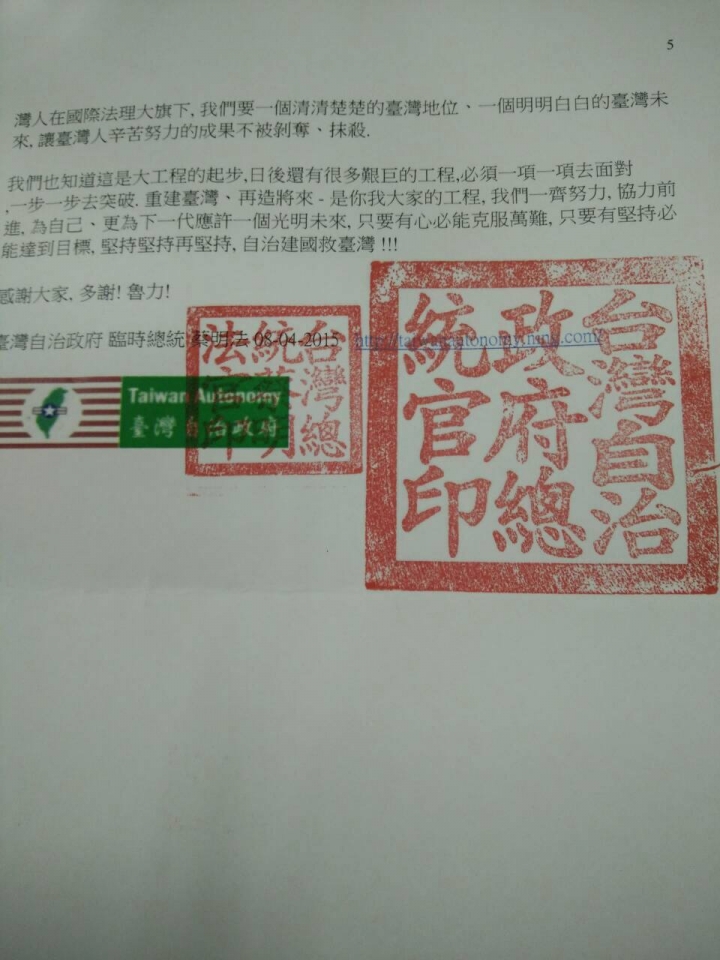 5
灣人在國際法理大旗下, 我們要一個清清楚楚的臺灣地位、一個明明白白的臺灣未
來, 讓臺灣人辛苦努力的成果不被剝奪、抹殺.
我們也知道這是大工程的起步,日後還有很多艱巨的工程,必須一項一項去面對
,一步一步去突破. 重建臺灣、再造將來 - 是你我大家的工程, 我們一齊努力, 協力前
進, 為自己、更為下一代應許一個光明未來, 只要有心必能克服萬難, 只要有堅持必
能達到目標, 堅持堅持再堅持, 自治建國救臺灣 !!!
感謝大家, 多謝! 魯力!
臺灣自治政府 臨時總統 蔡明法 08-04-2015 http://taiwanautonomy.ning.com/
Taiwan Autonomy
臺灣自治政府
台灣總
統蔡明
法官印
台灣自治
政府總
統官印